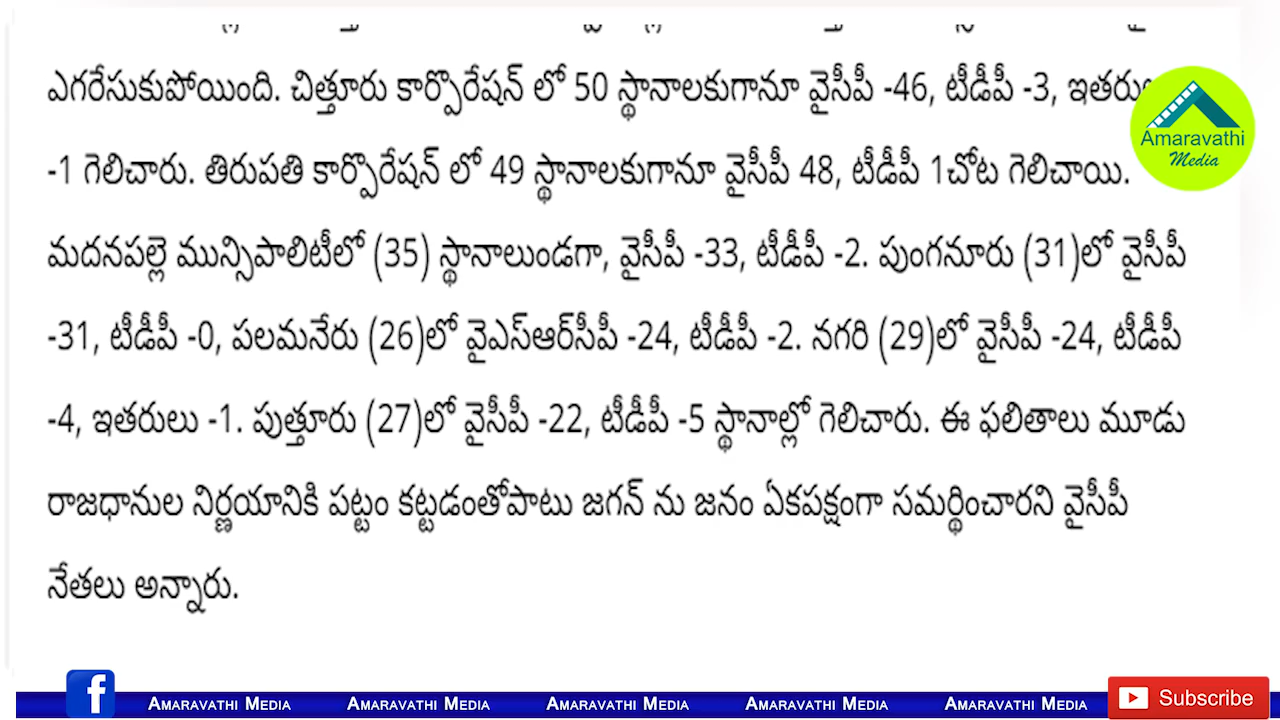 ఎగరేసుకుపోయింది. చిత్తూరు కార్పొరేషన్ లో 50 స్థానాలకుగానూ వైసీపీ -46, టీడీపీ -3,
-1 గెలిచారు. తిరుపతి కార్పొరేషన్ లో 49 స్థానాలకుగానూ వైసీపీ 48, టీడీపీ 1చోట గెలిచాయి.
మదనపల్లె మున్సిపాలిటీలో (35) స్థానాలుండగా, వైసీపీ -33, టీడీపీ -2. పుంగనూరు (31)లో వైసీపీ
-31, టీడీపీ -0, పలమనేరు (26)లో వైఎస్ఆర్‌సీపీ -24, టీడీపీ -2. నగరి (29)లో వైసీపీ -24, టీడీపీ
-4, ఇతరులు -1. పుత్తూరు (27)లో వైసీపీ -22, టీడీపీ -5 స్థానాల్లో గెలిచారు. ఈ ఫలితాలు మూడు
రాజధానుల నిర్ణయానికి పట్టం కట్టడంతోపాటు జగన్ ను జనం ఏకపక్షంగా సమర్థించారని వైసీపీ
నేతలు అన్నారు.
Amaravathi
Media
f
AMARAVATHI MEDIA AMARAVATHI MEDIA AMARAVATHI MEDIA AMARAVATHI MEDIA AMARAVATHI MEDIA
Subscribe